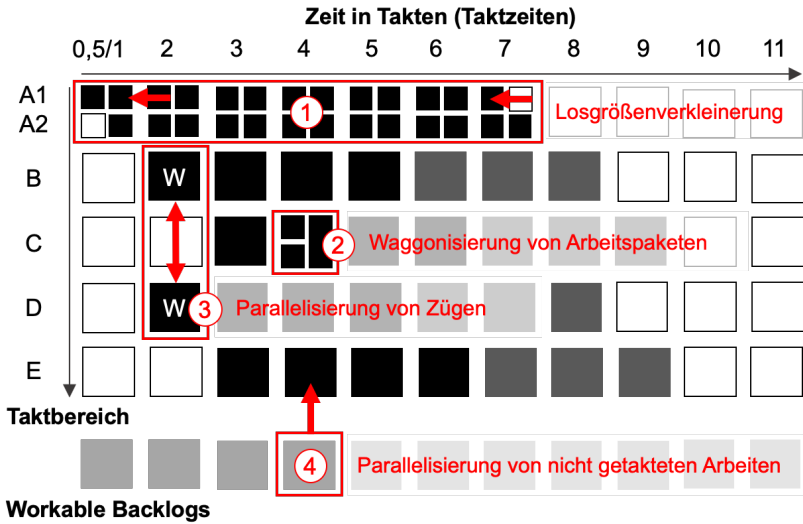 Zeit in Takten (Taktzeiten)
0,5/1 2 3 4 5 6 7 8 9 10 11
A1
1
Losgrößenverkleinerung
A2
B W
C 2 Waggonisierung von Arbeitspaketen
D W 3 Parallelisierung von Zügen
E
Taktbereich
4 Parallelisierung von nicht getakteten Arbeiten
Workable Backlogs